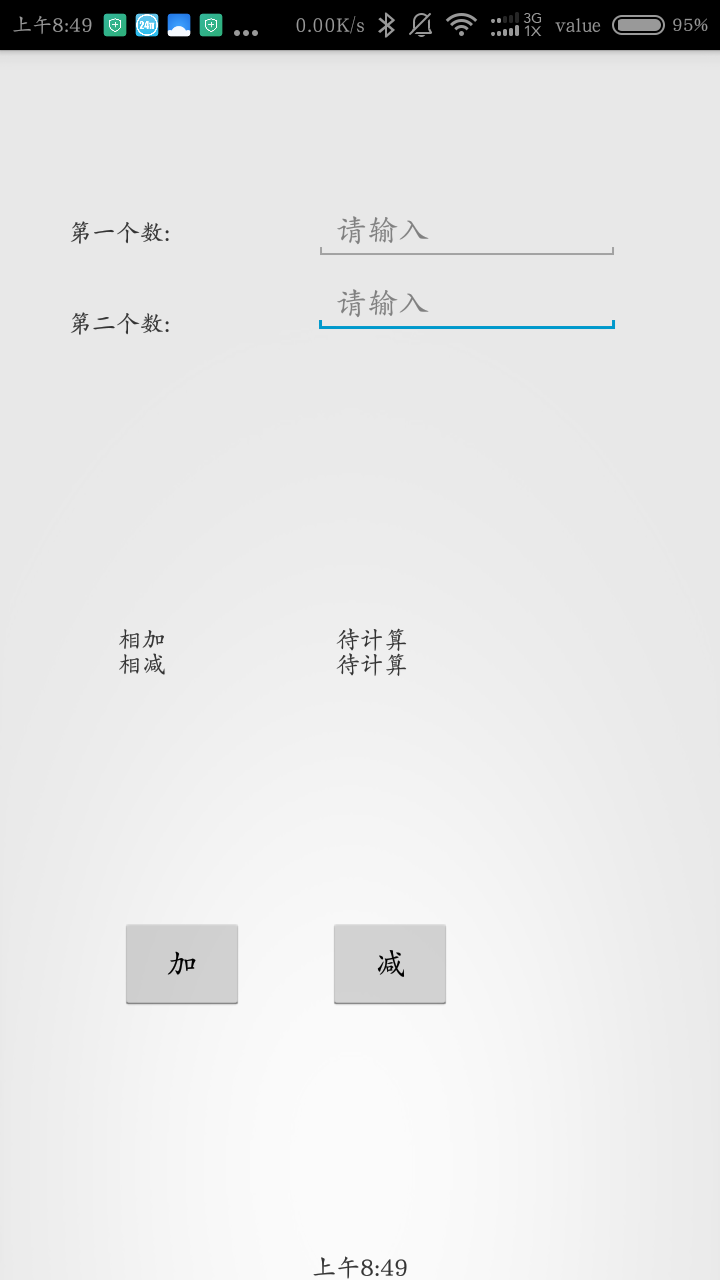 上午8:49 24n ... 0.00K/s 3G 1X value 95%
第一个数: 请输入
第二个数: 请输入
相加 待计算
相减 待计算
加 减
上午8:49